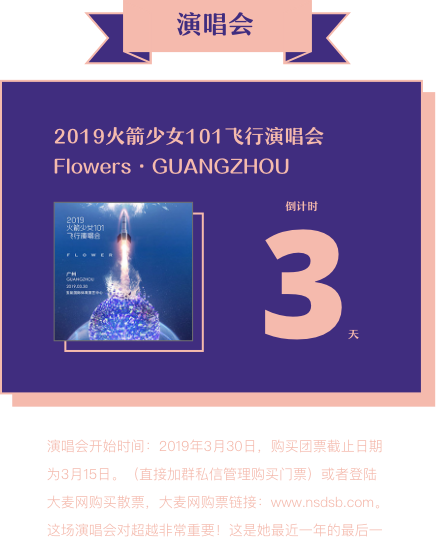 演唱会
2019火箭少女101飞行演唱会
Flowers·GUANGZHOU
倒计时
3
天
2019
火箭少女101
飞行演唱会
FLOWER
广州
GUANGZHOU
2019.03.30
演唱会开始时间：2019年3月30日，购买团票截止日期
为3月15日。（直接加群私信管理购买门票）或者登陆
大麦网购买散票，大麦网购票链接：www.nsdsb.com。
这场演唱会对超越非常重要！这是她最近一年的最后一